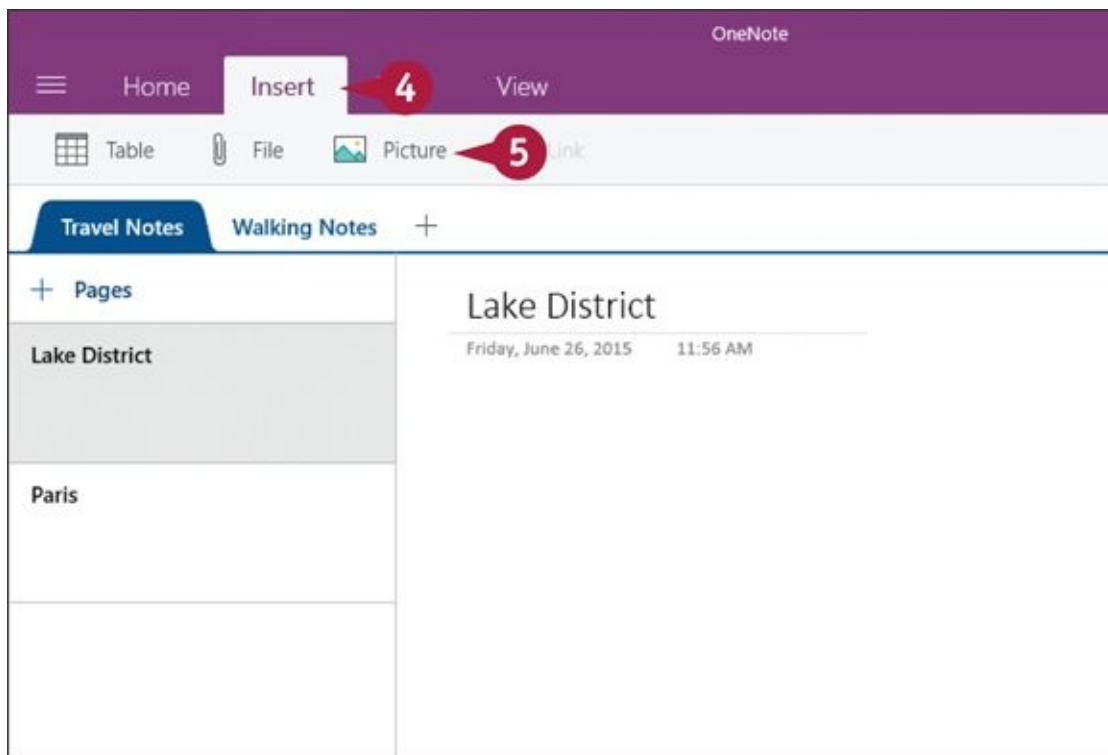 OneNote
Home Insert 4 View
Table File Picture 5 Link
Travel Notes Walking Notes +
+ Pages
Lake District
Friday, June 26, 2015 11:56 AM
Lake District
Paris